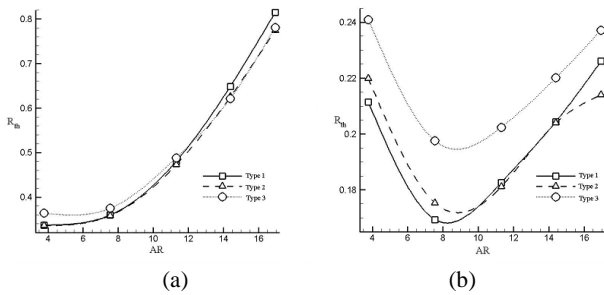 0.8
0.7
0.6
R_th
0.5
0.4
4 6 8 10 12 14 16
AR
Type 1
Type 2
Type 3
(a)
0.24
0.22
R_th
0.2
0.18
4 6 8 10 12 14 16
AR
Type 1
Type 2
Type 3
(b)